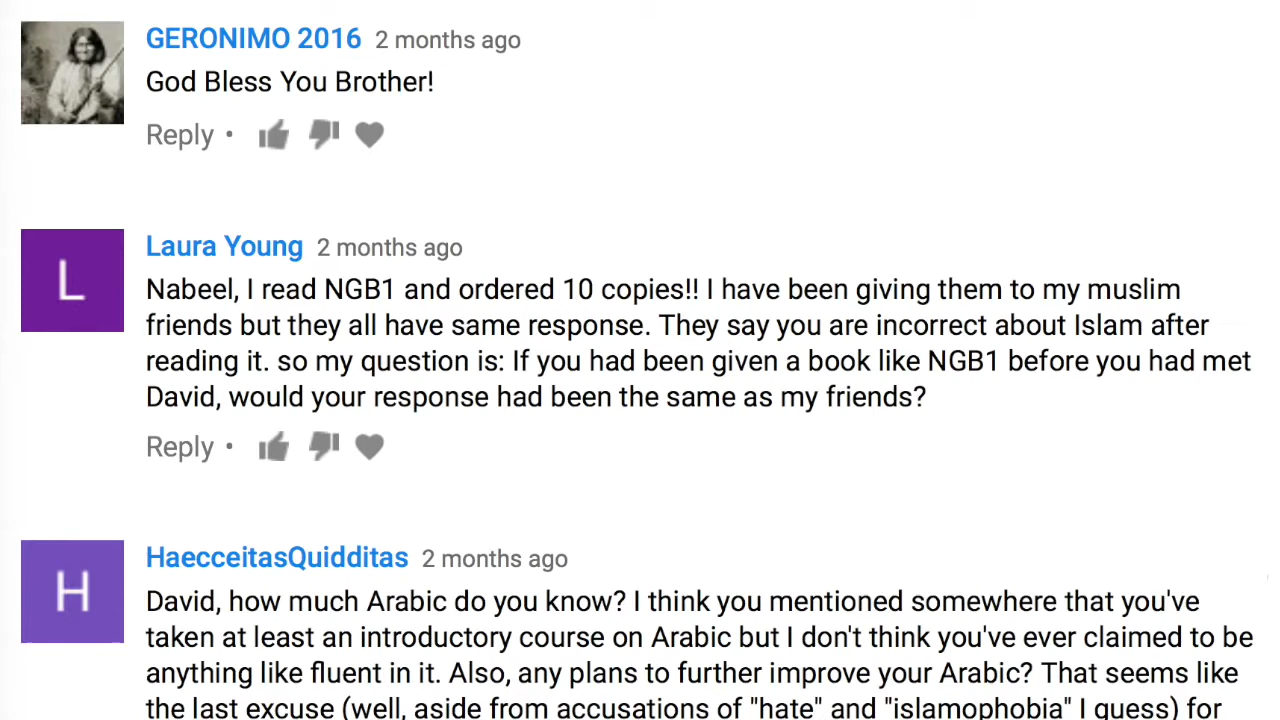 GERONIMO 2016 2 months ago
God Bless You Brother!
Reply •
L
Laura Young 2 months ago
Nabeel, I read NGB1 and ordered 10 copies!! I have been giving them to my muslim
friends but they all have same response. They say you are incorrect about Islam after
reading it. so my question is: If you had been given a book like NGB1 before you had met
David, would your response had been the same as my friends?
Reply •
H
HaecceitasQuidditas 2 months ago
David, how much Arabic do you know? I think you mentioned somewhere that you've
taken at least an introductory course on Arabic but I don't think you've ever claimed to be
anything like fluent in it. Also, any plans to further improve your Arabic? That seems like
the last excuse (well, aside from accusations of "hate" and "islamophobia" I guess) for